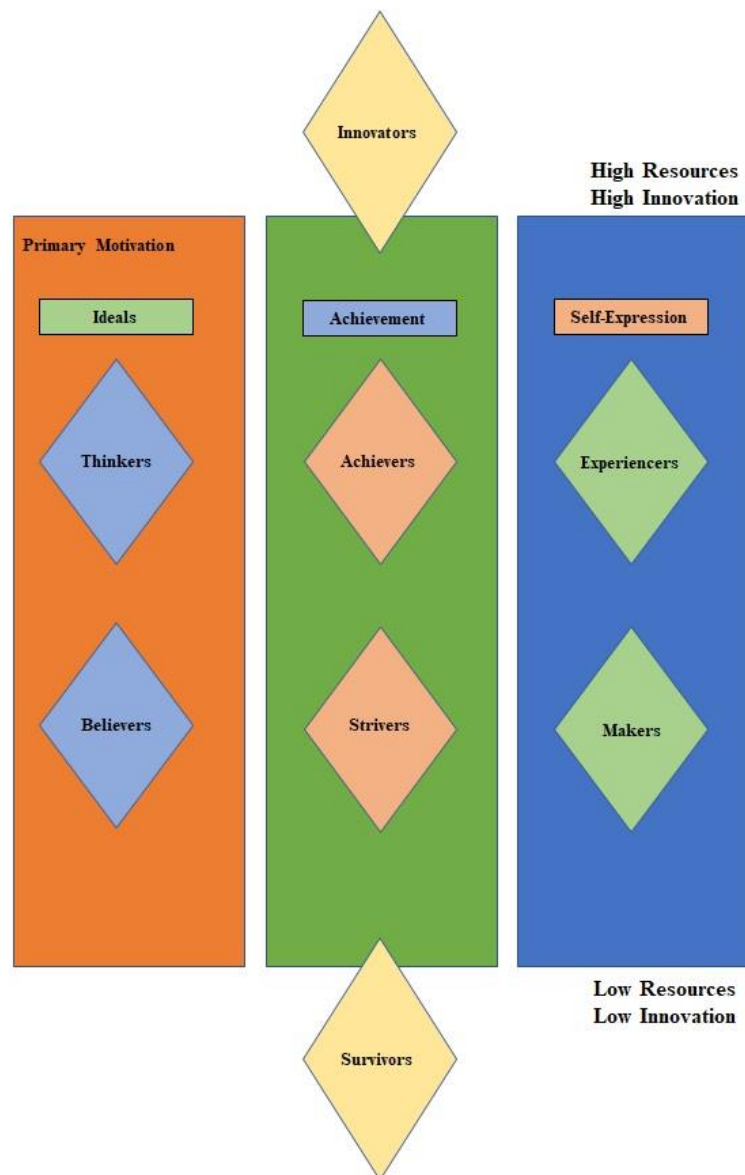 Innovators
High Resources
High Innovation
Primary Motivation
Ideals
Achievement
Self-Expression
Thinkers
Achievers
Experiencers
Believers
Strivers
Makers
Low Resources
Low Innovation
Survivors